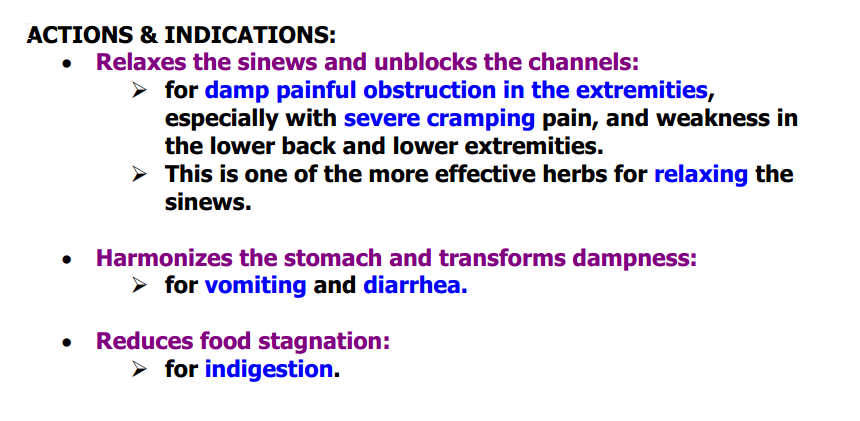 ACTIONS & INDICATIONS:
• Relaxes the sinews and unblocks the channels:
➢ for damp painful obstruction in the extremities,
especially with severe cramping pain, and weakness in
the lower back and lower extremities.
➢ This is one of the more effective herbs for relaxing the
sinews.
• Harmonizes the stomach and transforms dampness:
➢ for vomiting and diarrhea.
• Reduces food stagnation:
➢ for indigestion.